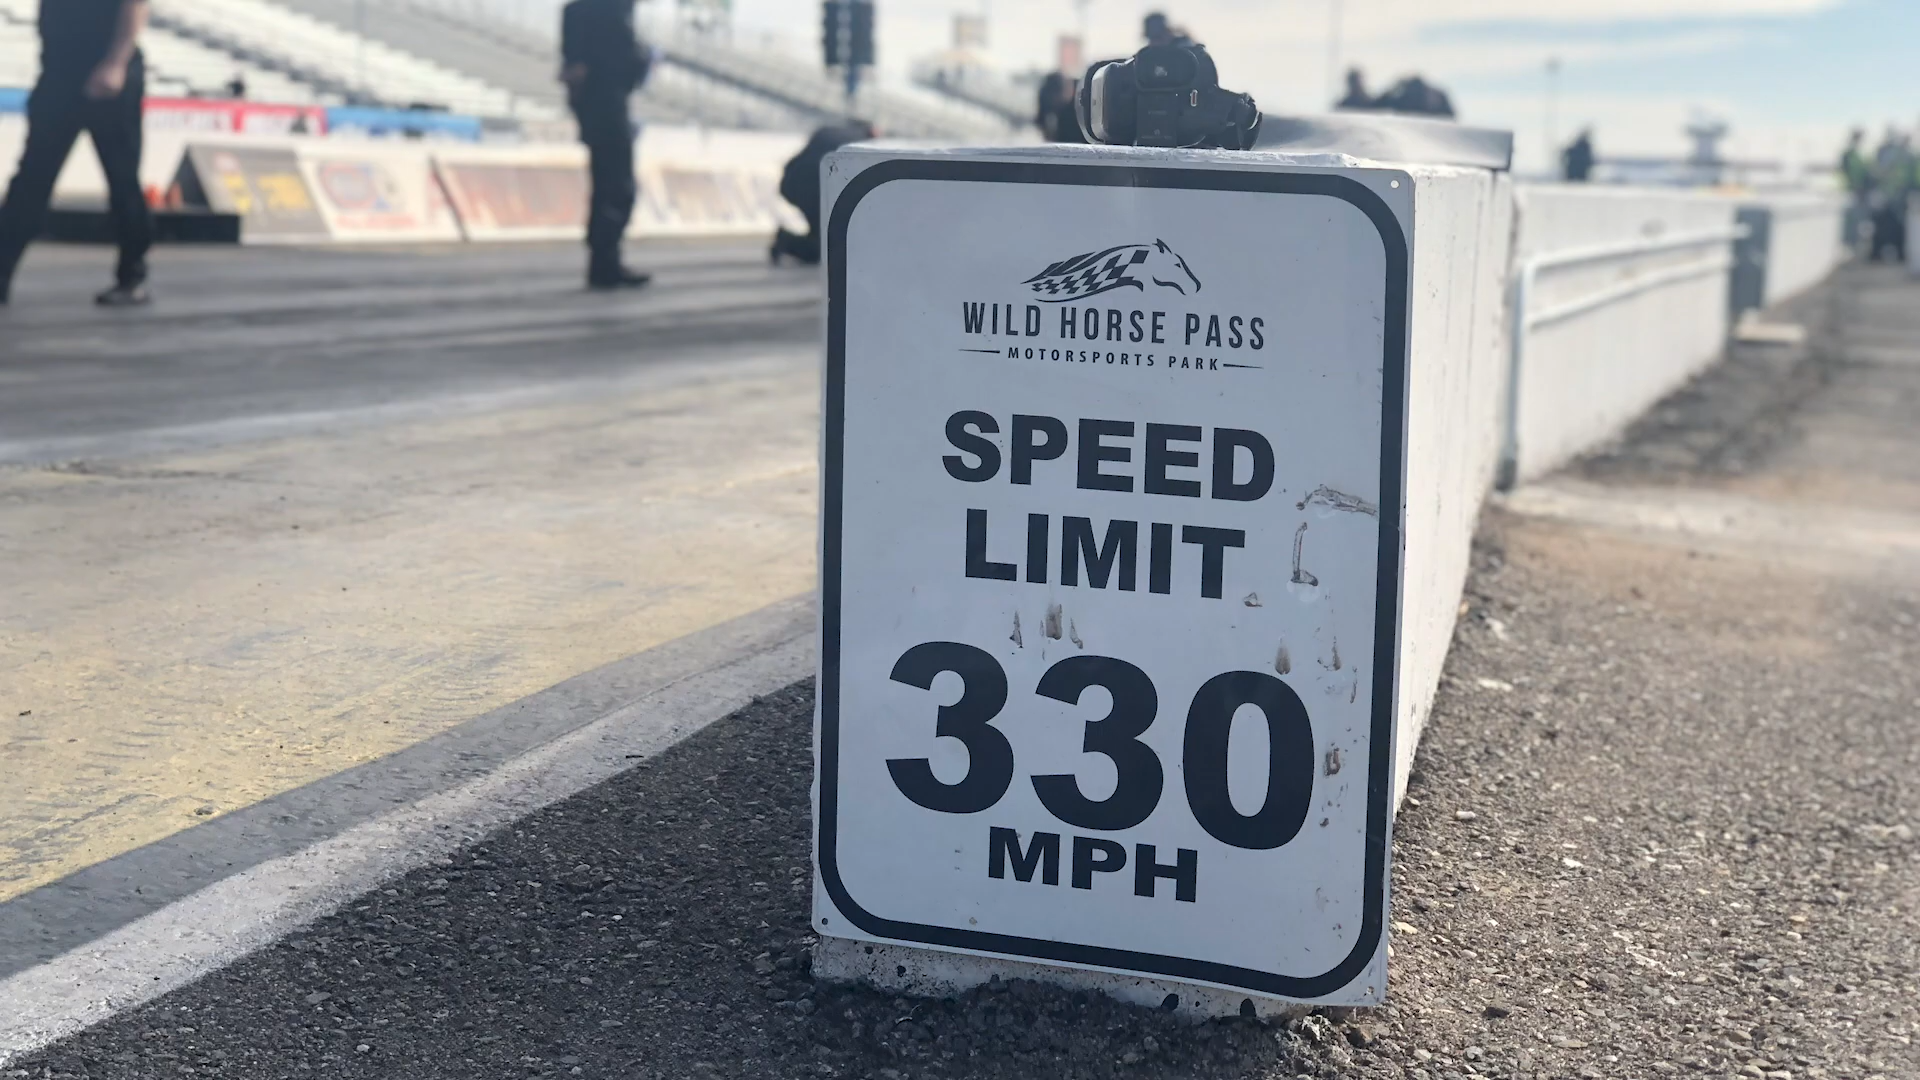 WILD HORSE PASS
MOTORSPORTS PARK
SPEED
LIMIT
330
MPH